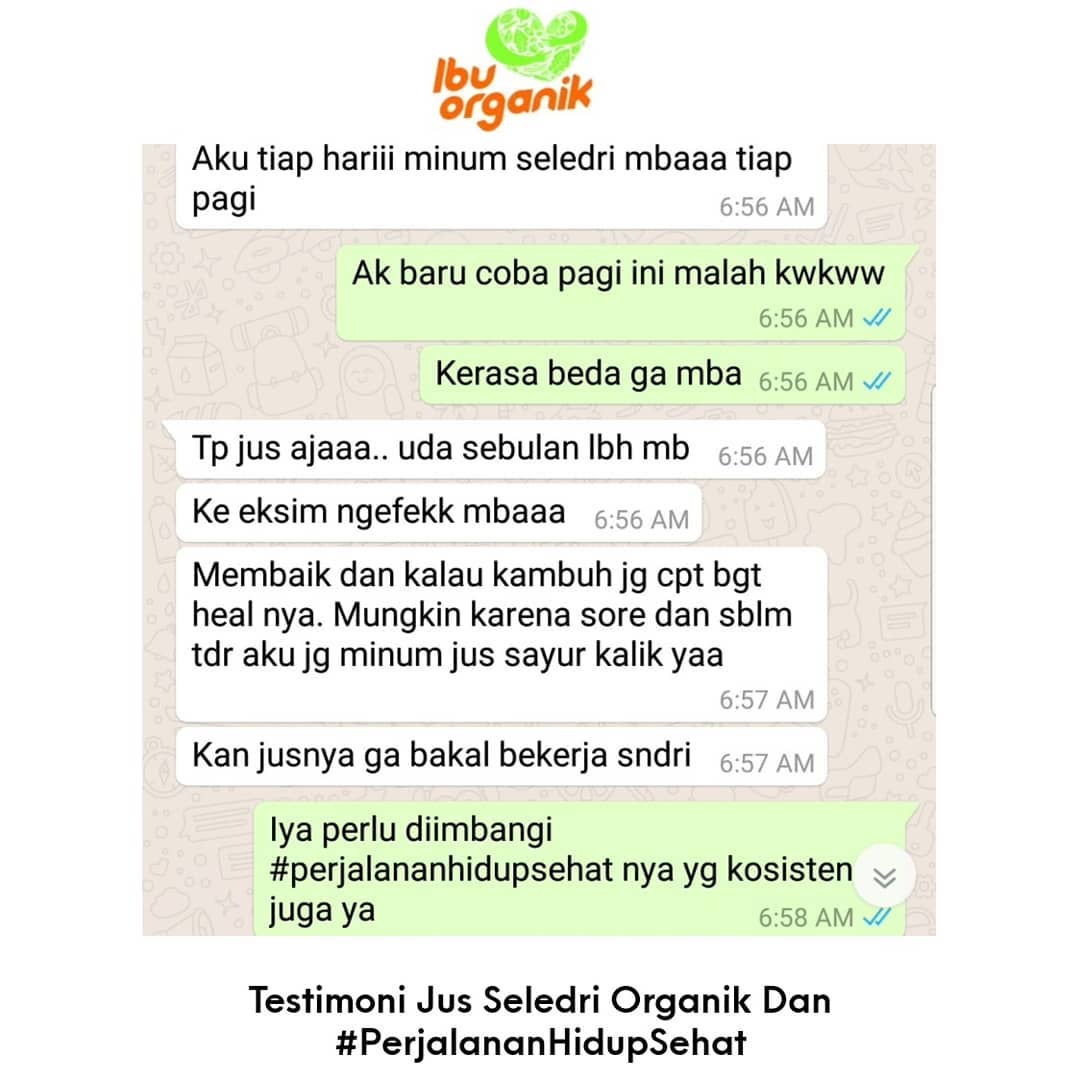 Ibu
organik
Aku tiap hariii minum seledri mbaaa tiap
pagi
6:56 AM
Ak baru coba pagi ini malah kwkww
6:56 AM
Kerasa beda ga mba 6:56 AM
Tp jus ajaaa.. uda sebulan lbh mb 6:56 AM
Ke eksim ngefekk mbaaa 6:56 AM
Membaik dan kalau kambuh jg cpt bgt
heal nya. Mungkin karena sore dan sblm
tdr aku jg minum jus sayur kalik yaa
6:57 AM
Kan jusnya ga bakal bekerja sndri 6:57 AM
Iya perlu diimbangi
#perjalananhidupsehat nya yg kosisten
juga ya 6:58 AM
Testimoni Jus Seledri Organik Dan
#PerjalananHidupSehat